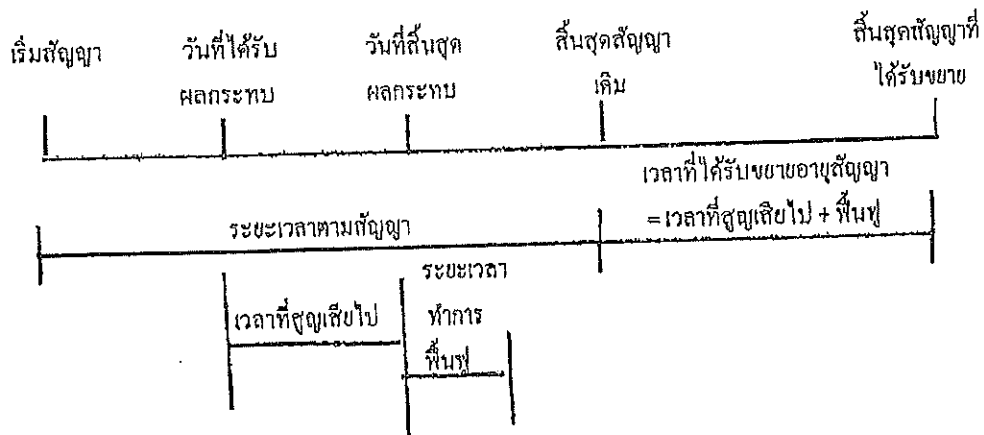 เริ่มสัญญา
วันที่ได้รับ
ผลกระทบ
วันที่สิ้นสุด
ผลกระทบ
สิ้นสุดสัญญา
เดิม
สิ้นสุดสัญญาที่
ได้รับขยาย
เวลาที่ได้รับขยายอายุสัญญา
=เวลาที่สูญเสียไป + ฟื้นฟู
ระยะเวลาตามสัญญา
เวลาที่สูญเสียไป
ระยะเวลา
ทำการ
ฟื้นฟู